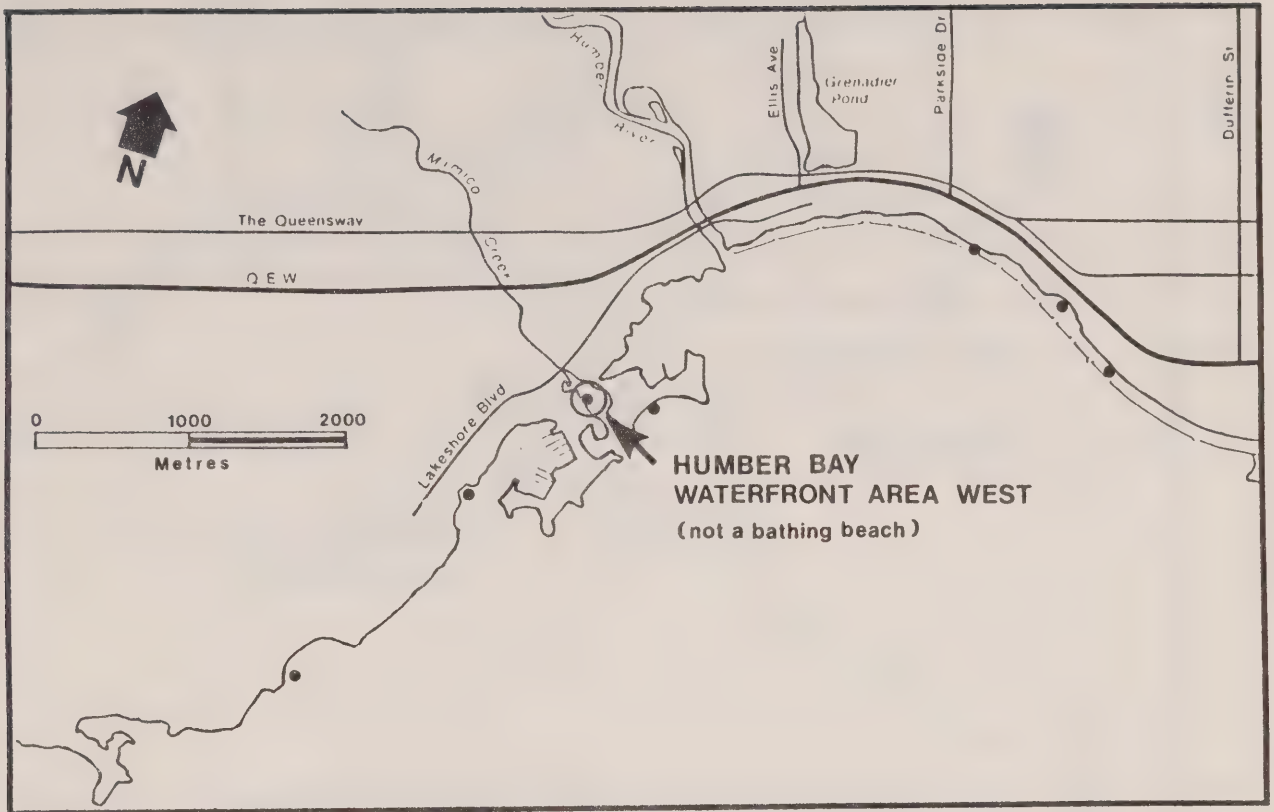 Humber
River
Ellis Ave
Grenadier
Pond
Parkside Dr
Dufferin St
N
Mimico
Creek
The Queensway
Q E W
0 1000 2000
Metres
Lakeshore Blvd
HUMBER BAY
WATERFRONT AREA WEST
(not a bathing beach)